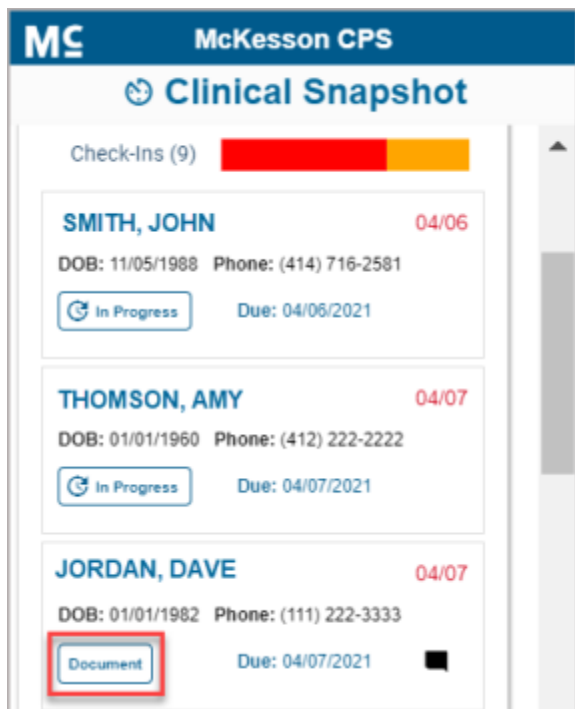 MC McKesson CPS
Clinical Snapshot
Check-Ins (9)
SMITH, JOHN 04/06
DOB: 11/05/1988 Phone: (414) 716-2581
In Progress Due: 04/06/2021
THOMSON, AMY 04/07
DOB: 01/01/1960 Phone: (412) 222-2222
In Progress Due: 04/07/2021
JORDAN, DAVE 04/07
DOB: 01/01/1982 Phone: (111) 222-3333
Document Due: 04/07/2021